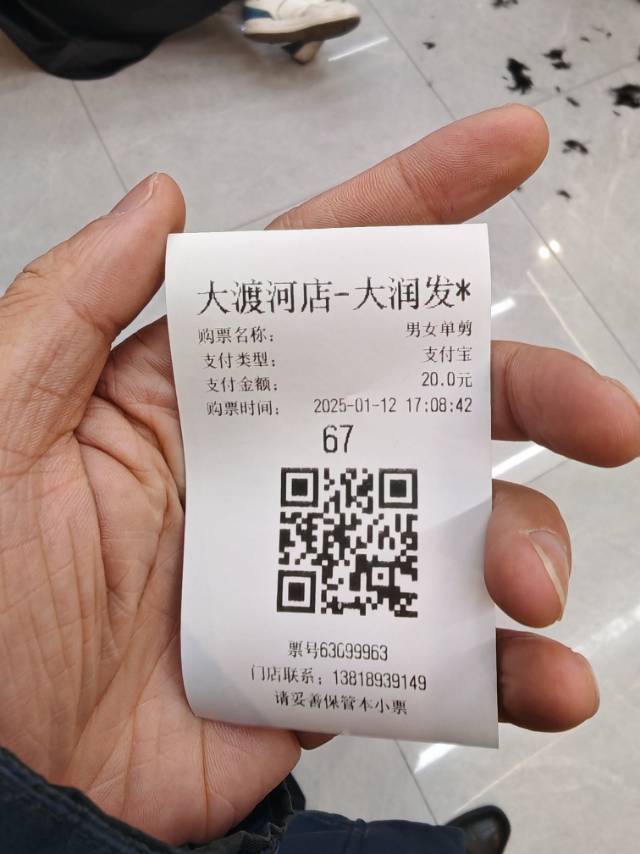 大渡河店-大润发*
购票名称: 男女单剪
支付类型: 支付宝
支付金额: 20.0元
购票时间: 2025-01-12 17:08:42
67
票号63099963
门店联系: 13818939149
请妥善保管本小票